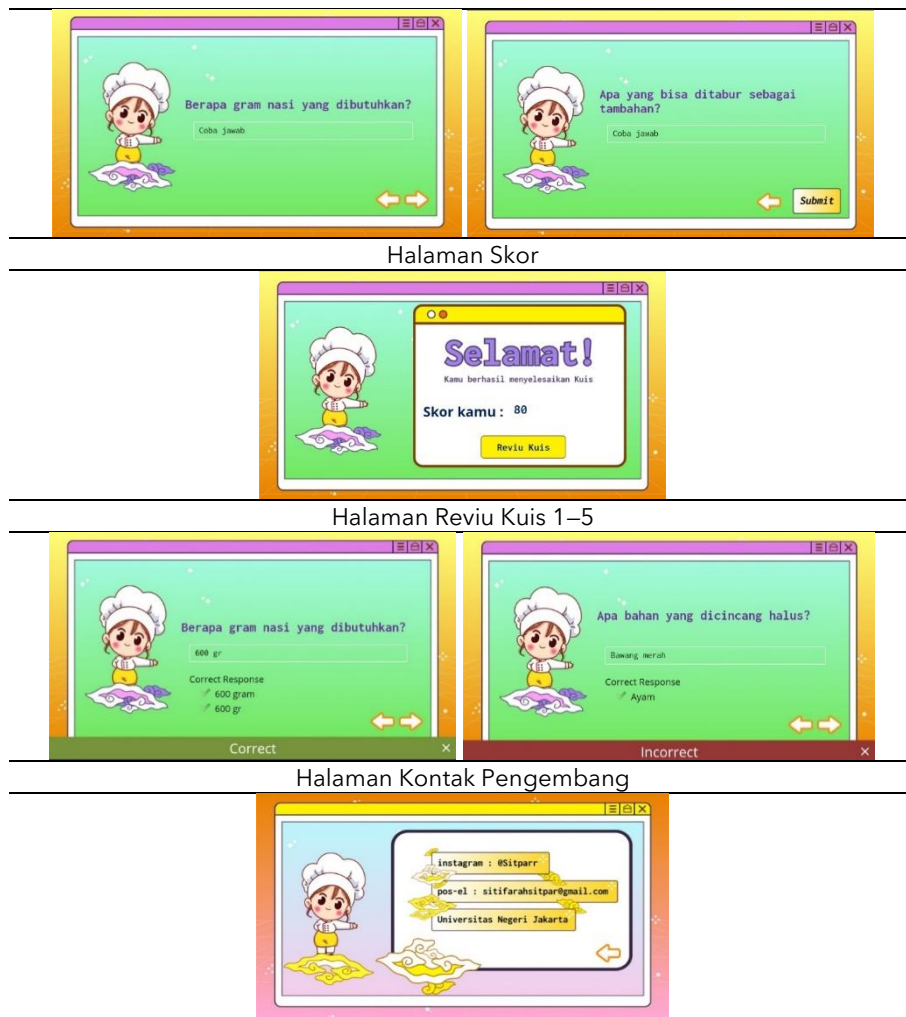 Berapa gram nasi yang dibutuhkan?
Coba jawab
Apa yang bisa ditabur sebagai
tambahan?
Coba jawab
Submit
Halaman Skor
Selamat!
Kamu berhasil menyelesaikan Kuis
Skor kamu : 80
Reviu Kuis
Halaman Reviu Kuis 1–5
Berapa gram nasi yang dibutuhkan?
600 gr
Correct Response
600 gram
600 gr
Correct
Apa bahan yang dicincang halus?
Bawang merah
Correct Response
Ayam
Incorrect
Halaman Kontak Pengembang
instagram : @Sitparr
pos-el : sitifarahsitpar@gmail.com
Universitas Negeri Jakarta